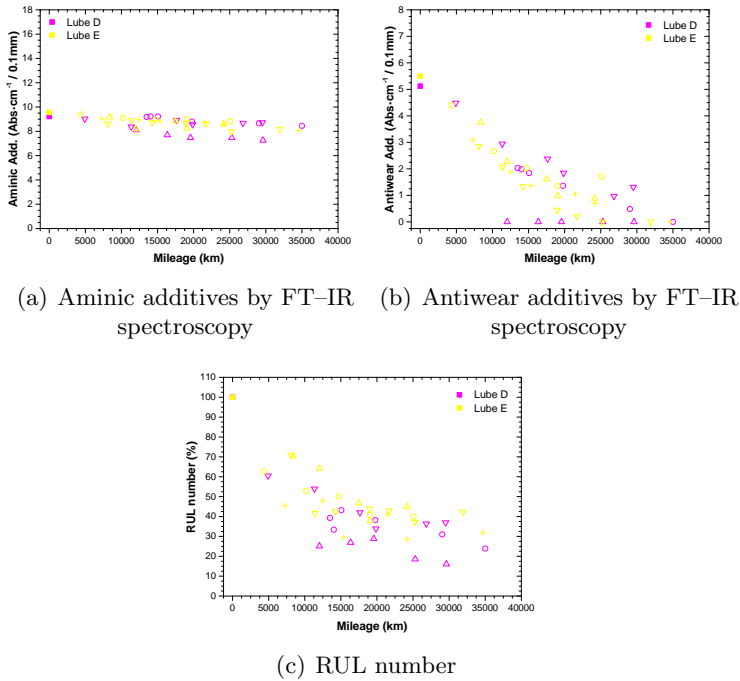 18
16
14
12
10
8
6
4
2
0
Aminic Add. (Abs·cm⁻¹ / 0.1mm)
Lube D
Lube E
0 5000 10000 15000 20000 25000 30000 35000 40000
Mileage (km)
(a) Aminic additives by FT–IR
spectroscopy
8
7
6
5
4
3
2
1
0
Antiwear Add. (Abs·cm⁻¹ / 0.1mm)
Lube D
Lube E
0 5000 10000 15000 20000 25000 30000 35000 40000
Mileage (km)
(b) Antiwear additives by FT–IR
spectroscopy
110
100
90
80
70
60
50
40
30
20
10
0
RUL number (%)
Lube D
Lube E
0 5000 10000 15000 20000 25000 30000 35000 40000
Mileage (km)
(c) RUL number